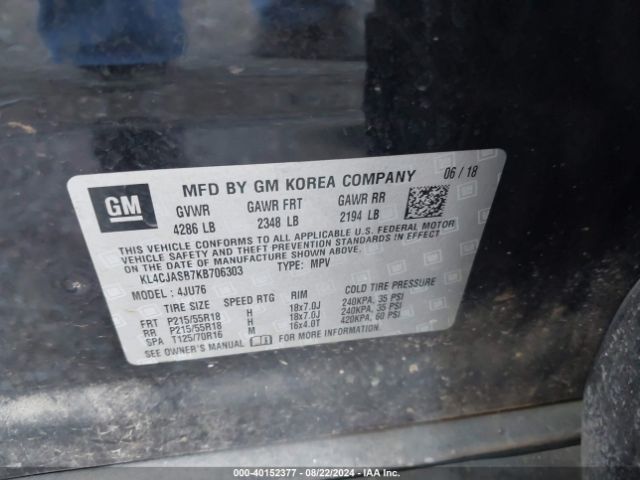 GM
MFD BY GM KOREA COMPANY 06 / 18
GVWR GAWR FRT GAWR RR
4286 LB 2348 LB 2194 LB
THIS VEHICLE CONFORMS TO ALL APPLICABLE U.S. FEDERAL MOTOR
VEHICLE SAFETY AND THEFT PREVENTION STANDARDS IN EFFECT
ON THE DATE OF MANUFACTURE SHOWN ABOVE.
KL4CJASB7KB706303 TYPE: MPV
MODEL : 4JU76
TIRE SIZE SPEED RTG RIM COLD TIRE PRESSURE
FRT P215/55R18 H 18x7.0J 240KPA, 35 PSI
RR P215/55R18 H 18x7.0J 240KPA, 35 PSI
SPA T125/70R16 M 16x4.0T 420KPA, 60 PSI
SEE OWNER'S MANUAL FOR MORE INFORMATION.
000-40152377 - 08/22/2024 - IAA Inc.